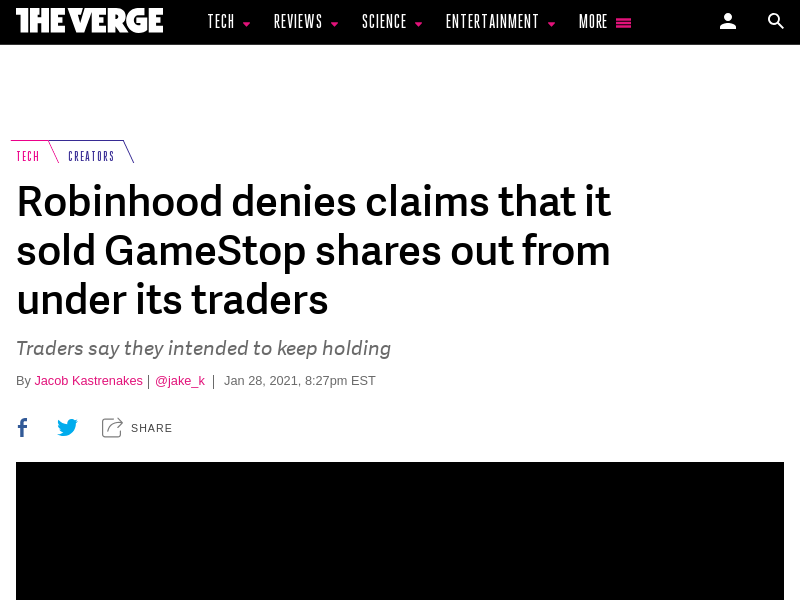 THE VERGE TECH REVIEWS SCIENCE ENTERTAINMENT MORE
TECH CREATORS
Robinhood denies claims that it
sold GameStop shares out from
under its traders
Traders say they intended to keep holding
By Jacob Kastrenakes | @jake_k | Jan 28, 2021, 8:27pm EST
SHARE